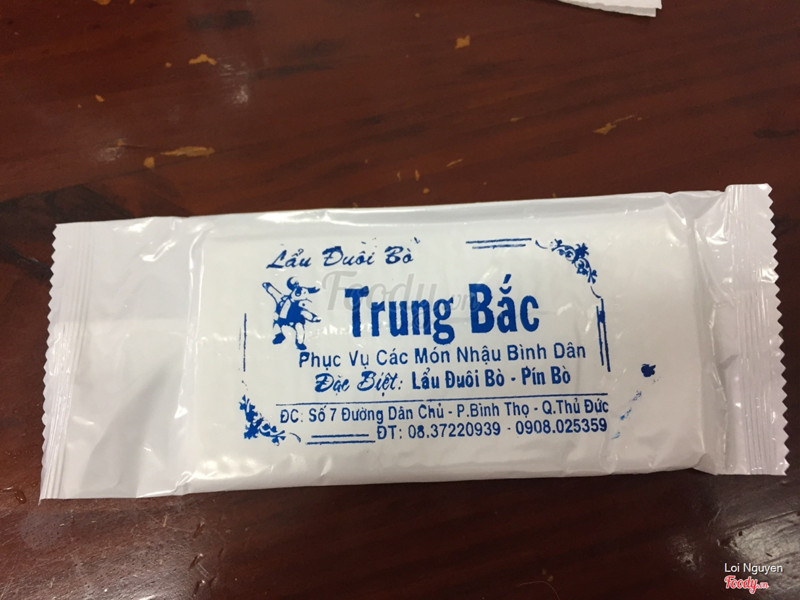 Lẩu Đuôi Bò
Foody.vn
Trung Bắc
Phục Vụ Các Món Nhậu Bình Dân
Đặc Biệt: Lẩu Đuôi Bò - Pín Bò
ĐC: Số 7 Đường Dân Chủ - P.Bình Thọ - Q.Thủ Đức
ĐT: 08.37220939 - 0908.025359
Loi Nguyen
Foody.vn